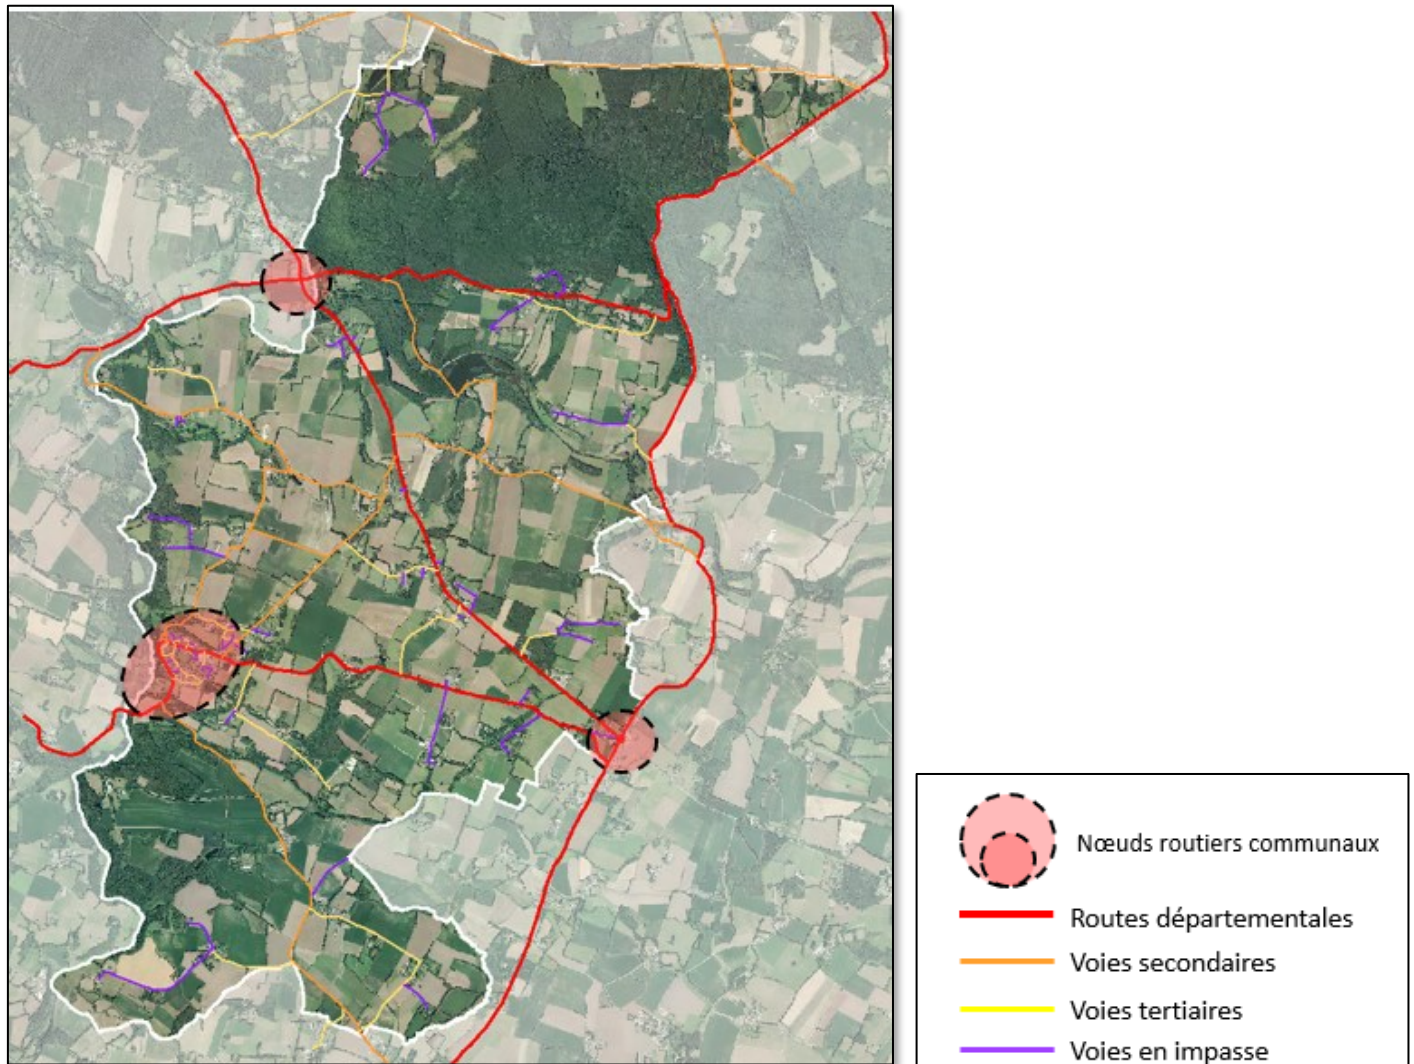 Nœuds routiers communaux
Routes départementales
Voies secondaires
Voies tertiaires
Voies en impasse